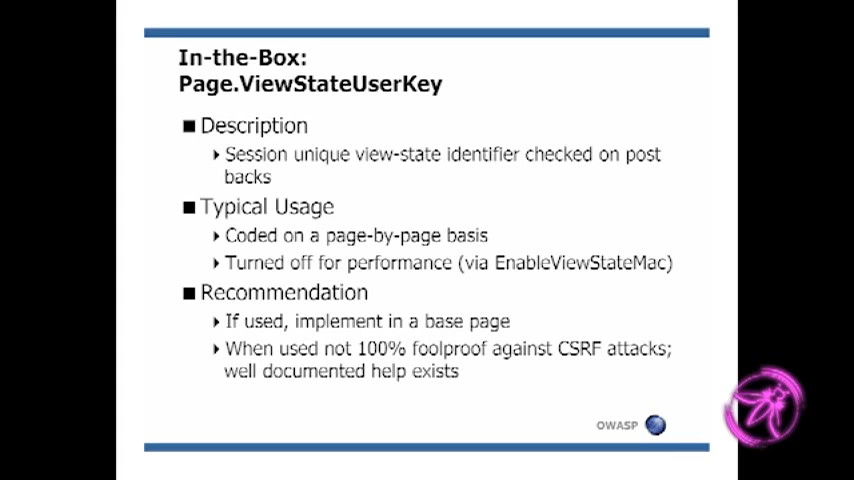 In-the-Box:
Page.ViewStateUserKey
Description
Session unique view-state identifier checked on post
backs
Typical Usage
Coded on a page-by-page basis
Turned off for performance (via EnableViewStateMac)
Recommendation
If used, implement in a base page
When used not 100% foolproof against CSRF attacks;
well documented help exists
OWASP